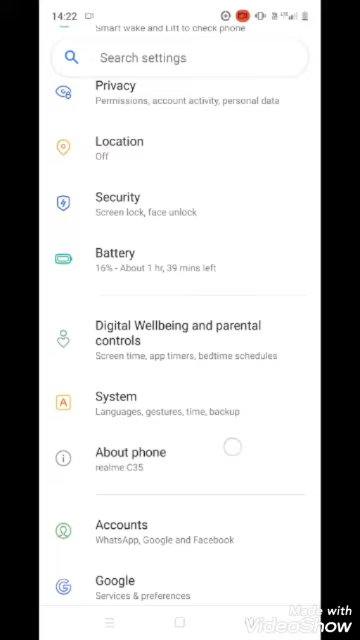 14:22
Smart wake and Lift to check phone
Search settings
Privacy
Permissions, account activity, personal data
Location
Off
Security
Screen lock, face unlock
Battery
16% - About 1 hr, 39 mins left
Digital Wellbeing and parental
controls
Screen time, app timers, bedtime schedules
System
Languages, gestures, time, backup
About phone
realme C35
Accounts
WhatsApp, Google and Facebook
Google
Services & preferences
Made with
VideoShow